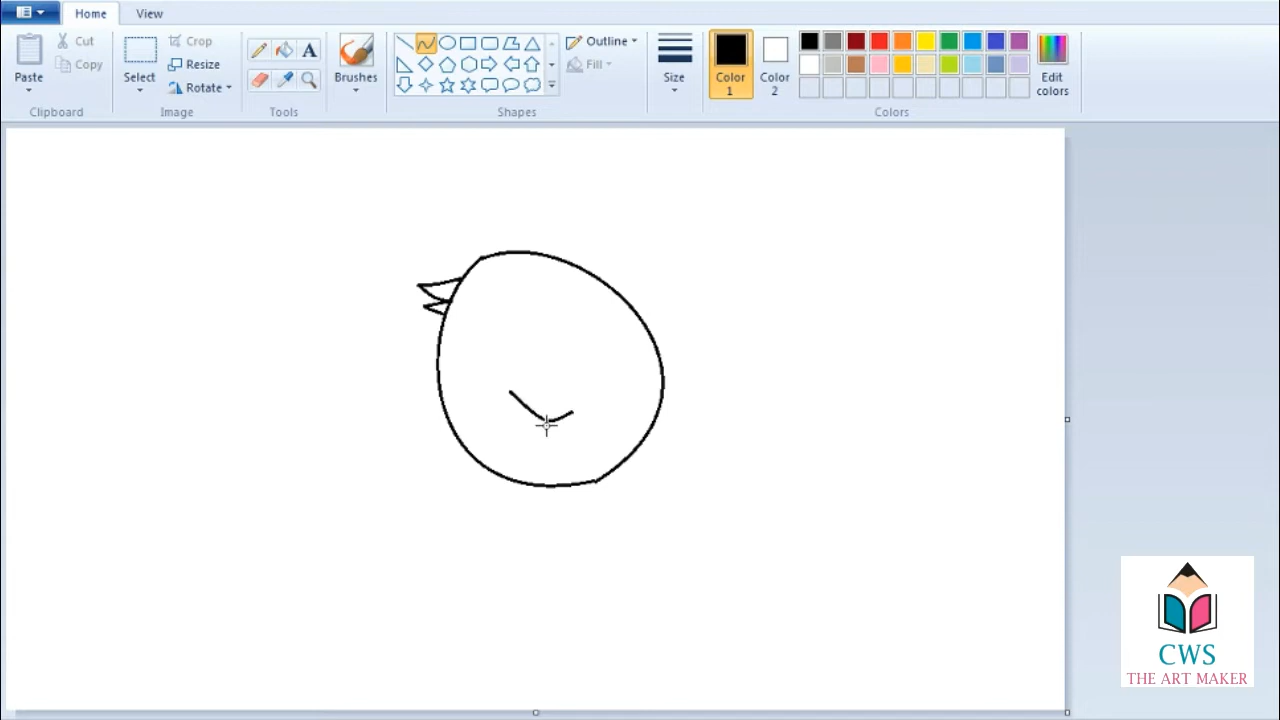 Home View
Paste
Cut
Copy
Clipboard
Select
Crop
Resize
Rotate
Image
A
Tools
Brushes
Shapes
Outline
Fill
Size
Color
1
Color
2
Edit
colors
Colors
CWS
THE ART MAKER